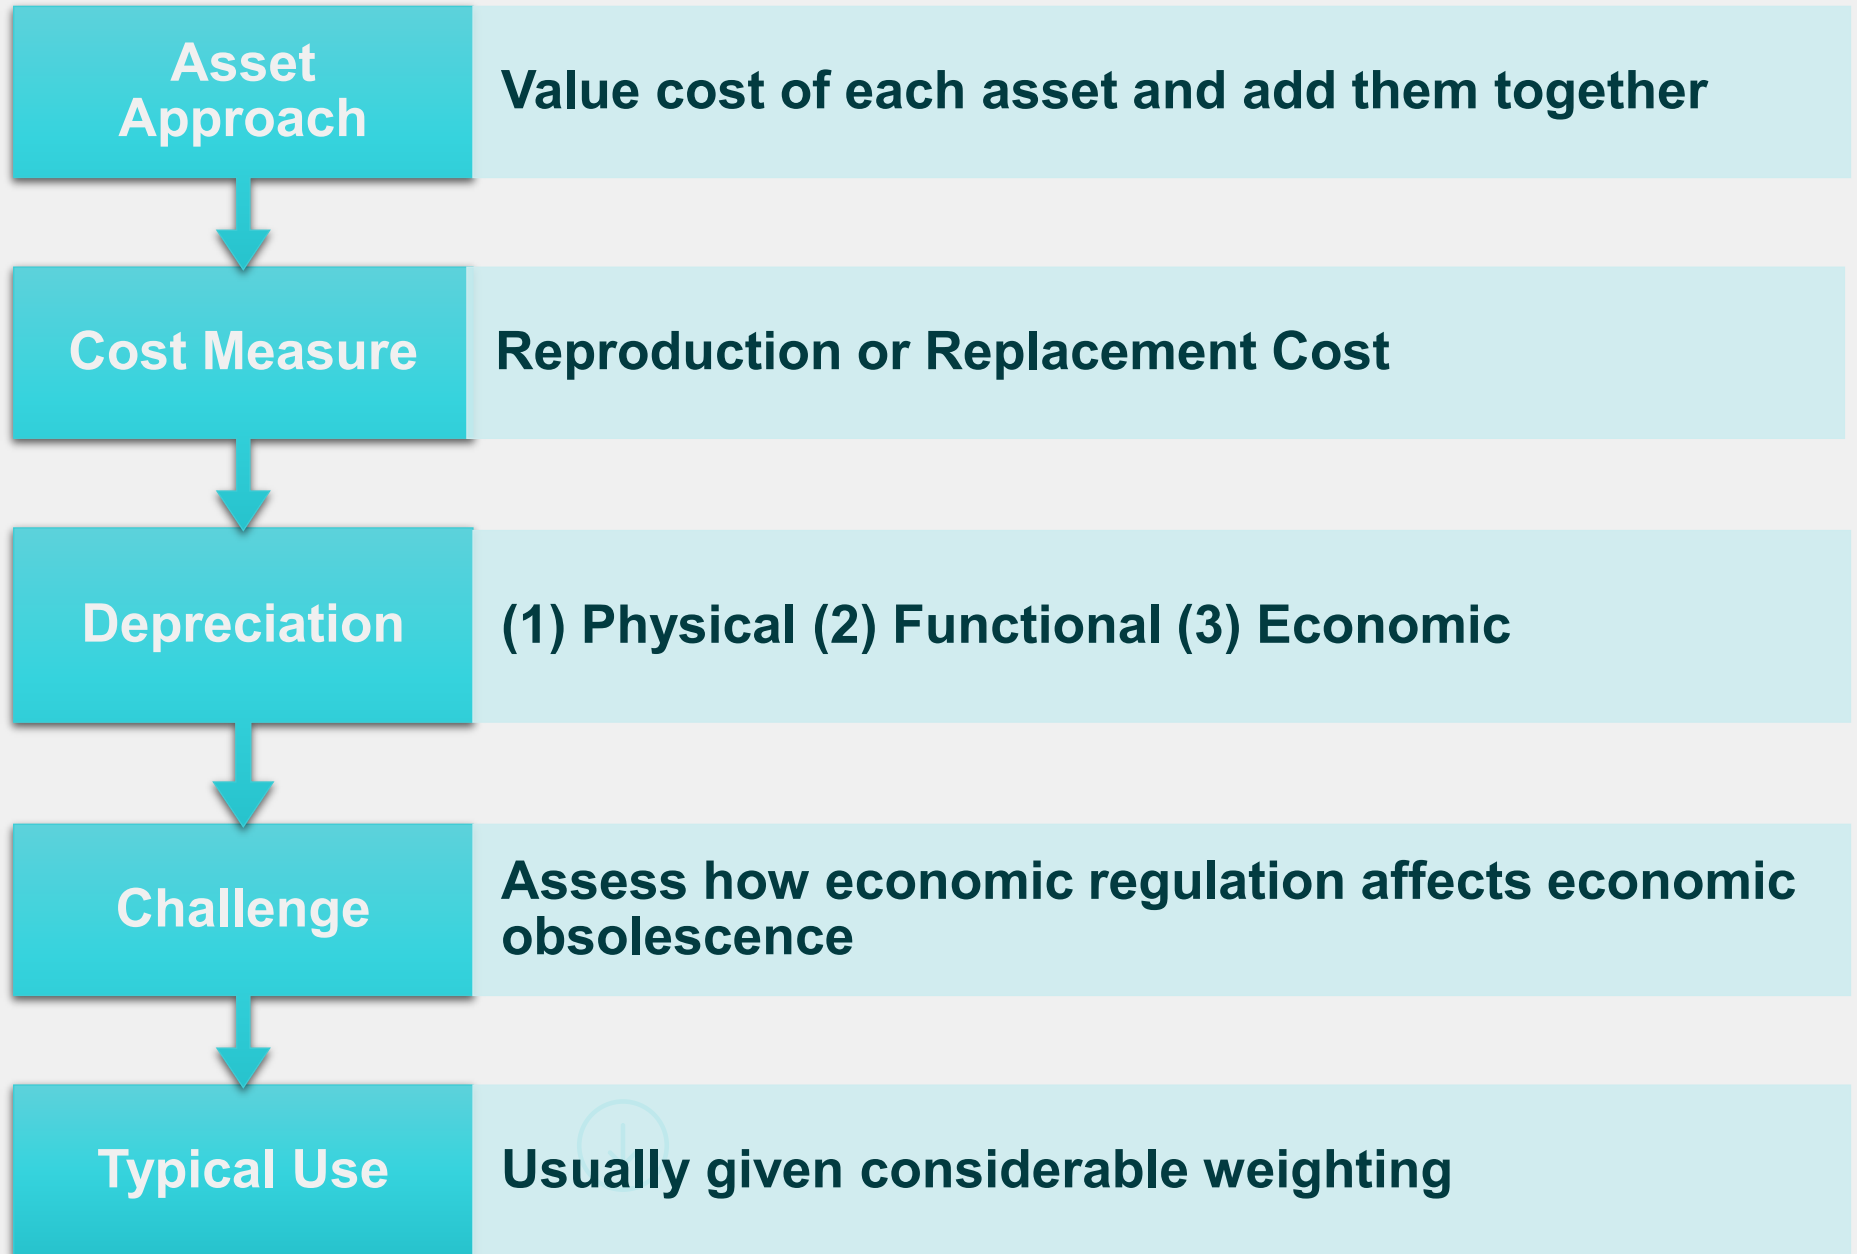 Asset
Approach
Value cost of each asset and add them together
Cost Measure
Reproduction or Replacement Cost
Depreciation
(1) Physical (2) Functional (3) Economic
Challenge
Assess how economic regulation affects economic
obsolescence
Typical Use
Usually given considerable weighting